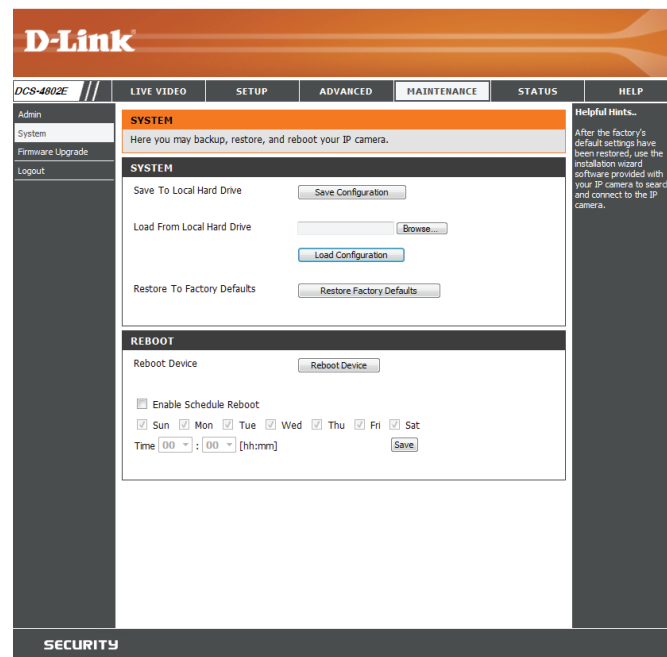 D-Link
DCS-4802E // LIVE VIDEO SETUP ADVANCED MAINTENANCE STATUS HELP
Admin
System
Firmware Upgrade
Logout
SYSTEM
Here you may backup, restore, and reboot your IP camera.
SYSTEM
Save To Local Hard Drive Save Configuration
Load From Local Hard Drive Browse...
Load Configuration
Restore To Factory Defaults Restore Factory Defaults
REBOOT
Reboot Device Reboot Device
Enable Schedule Reboot
Sun Mon Tue Wed Thu Fri Sat
Time 00 : 00 [hh:mm] Save
Helpful Hints..
After the factory's
default settings have
been restored, use the
installation wizard
software provided with
your IP camera to search
and connect to the IP
camera.
SECURITY